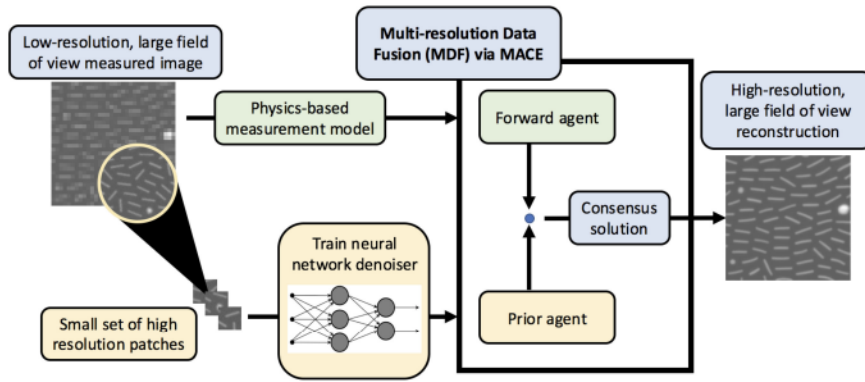 Low-resolution, large field
of view measured image
Multi-resolution Data
Fusion (MDF) via MACE
High-resolution,
large field of view
reconstruction
Physics-based
measurement model
Forward agent
Consensus
solution
Train neural
network denoiser
Small set of high
resolution patches
Prior agent